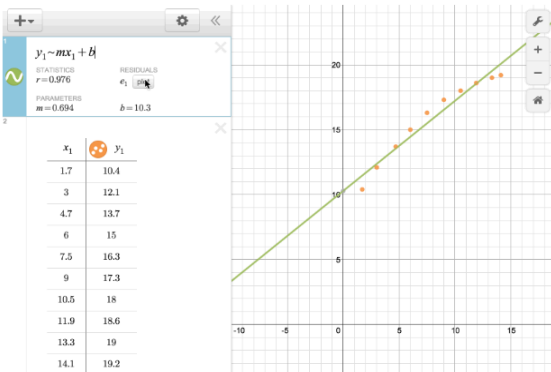 1
y₁~mx₁+b
STATISTICS
RESIDUALS
r=0.976
e₁ plot
PARAMETERS
m=0.694
b=10.3
2
x₁ y₁
1.7 10.4
3 12.1
4.7 13.7
6 15
7.5 16.3
9 17.3
10.5 18
11.9 18.6
13.3 19
14.1 19.2
20
15
10
5
-10 -5 0 5 10 15